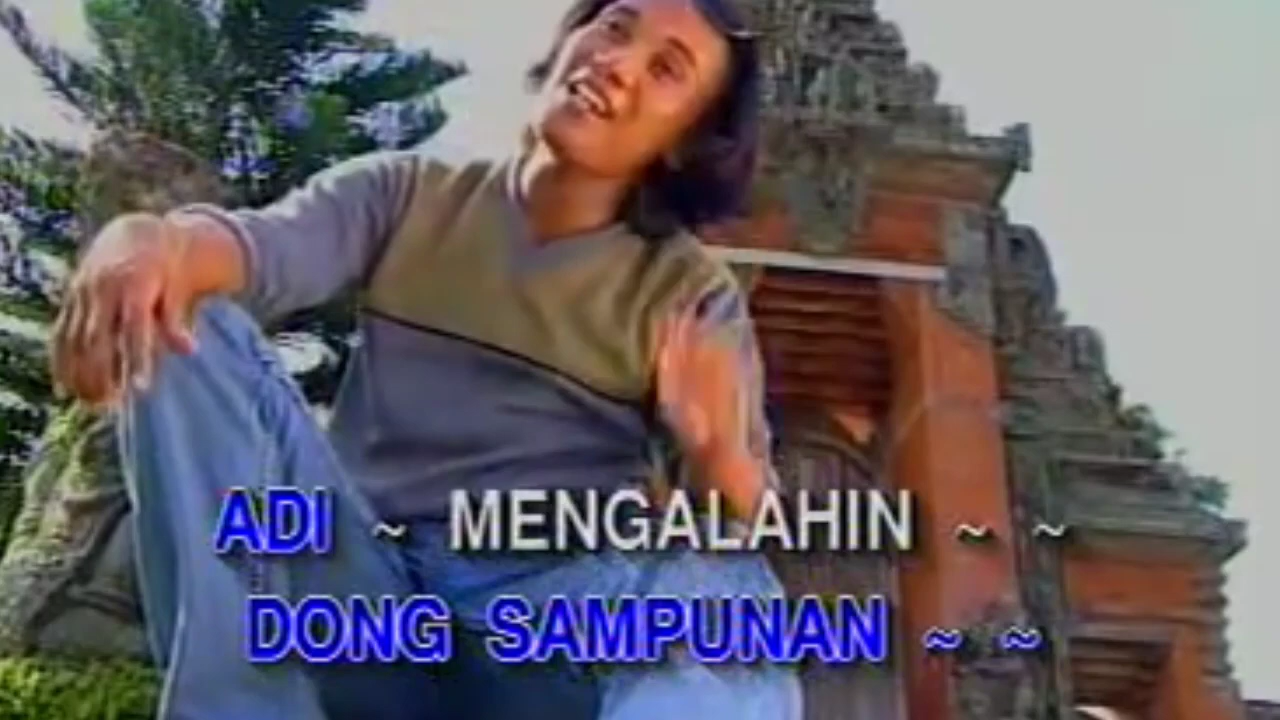 ADI ~ MENGALAHIN ~ ~
DONG SAMPUNAN ~ ~